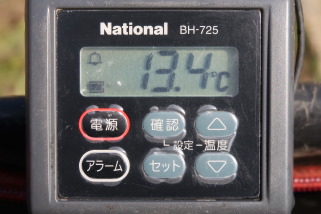 National BH-725
13.4℃
電源 確認 △
設定 温度
アラーム セット ▽